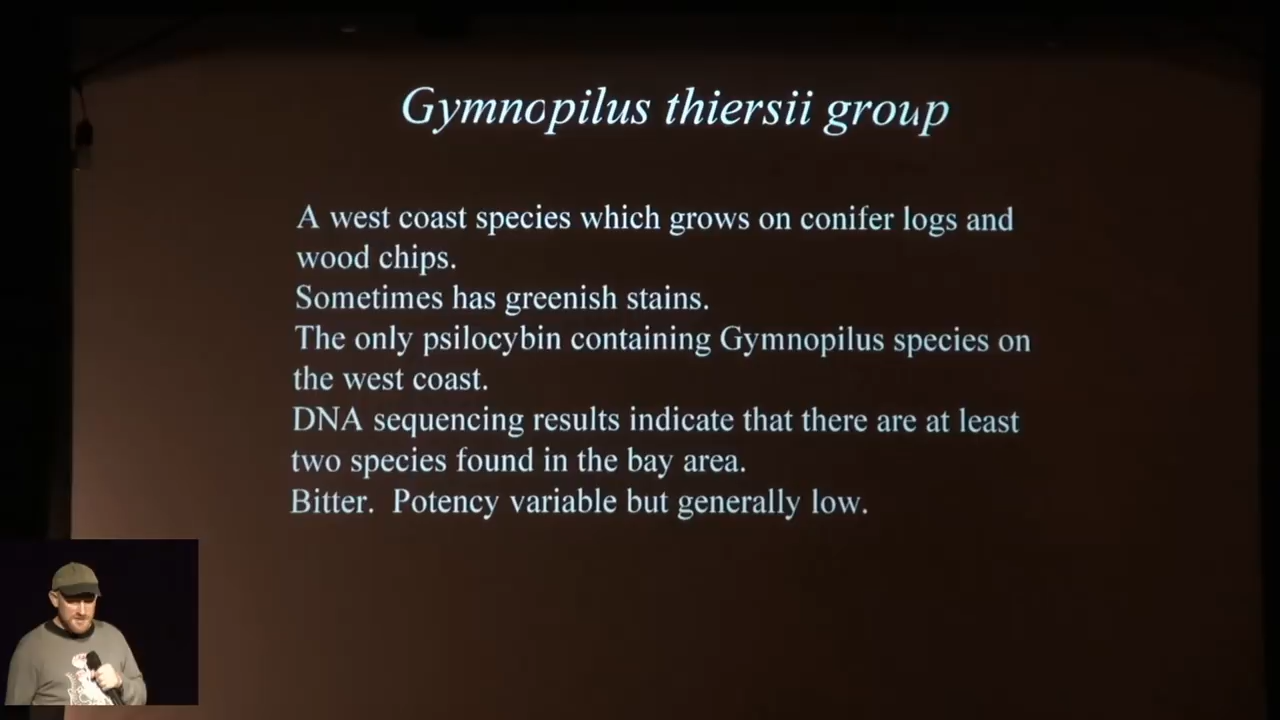 Gymnopilus thiersii group
A west coast species which grows on conifer logs and
wood chips.
Sometimes has greenish stains.
The only psilocybin containing Gymnopilus species on
the west coast.
DNA sequencing results indicate that there are at least
two species found in the bay area.
Bitter. Potency variable but generally low.